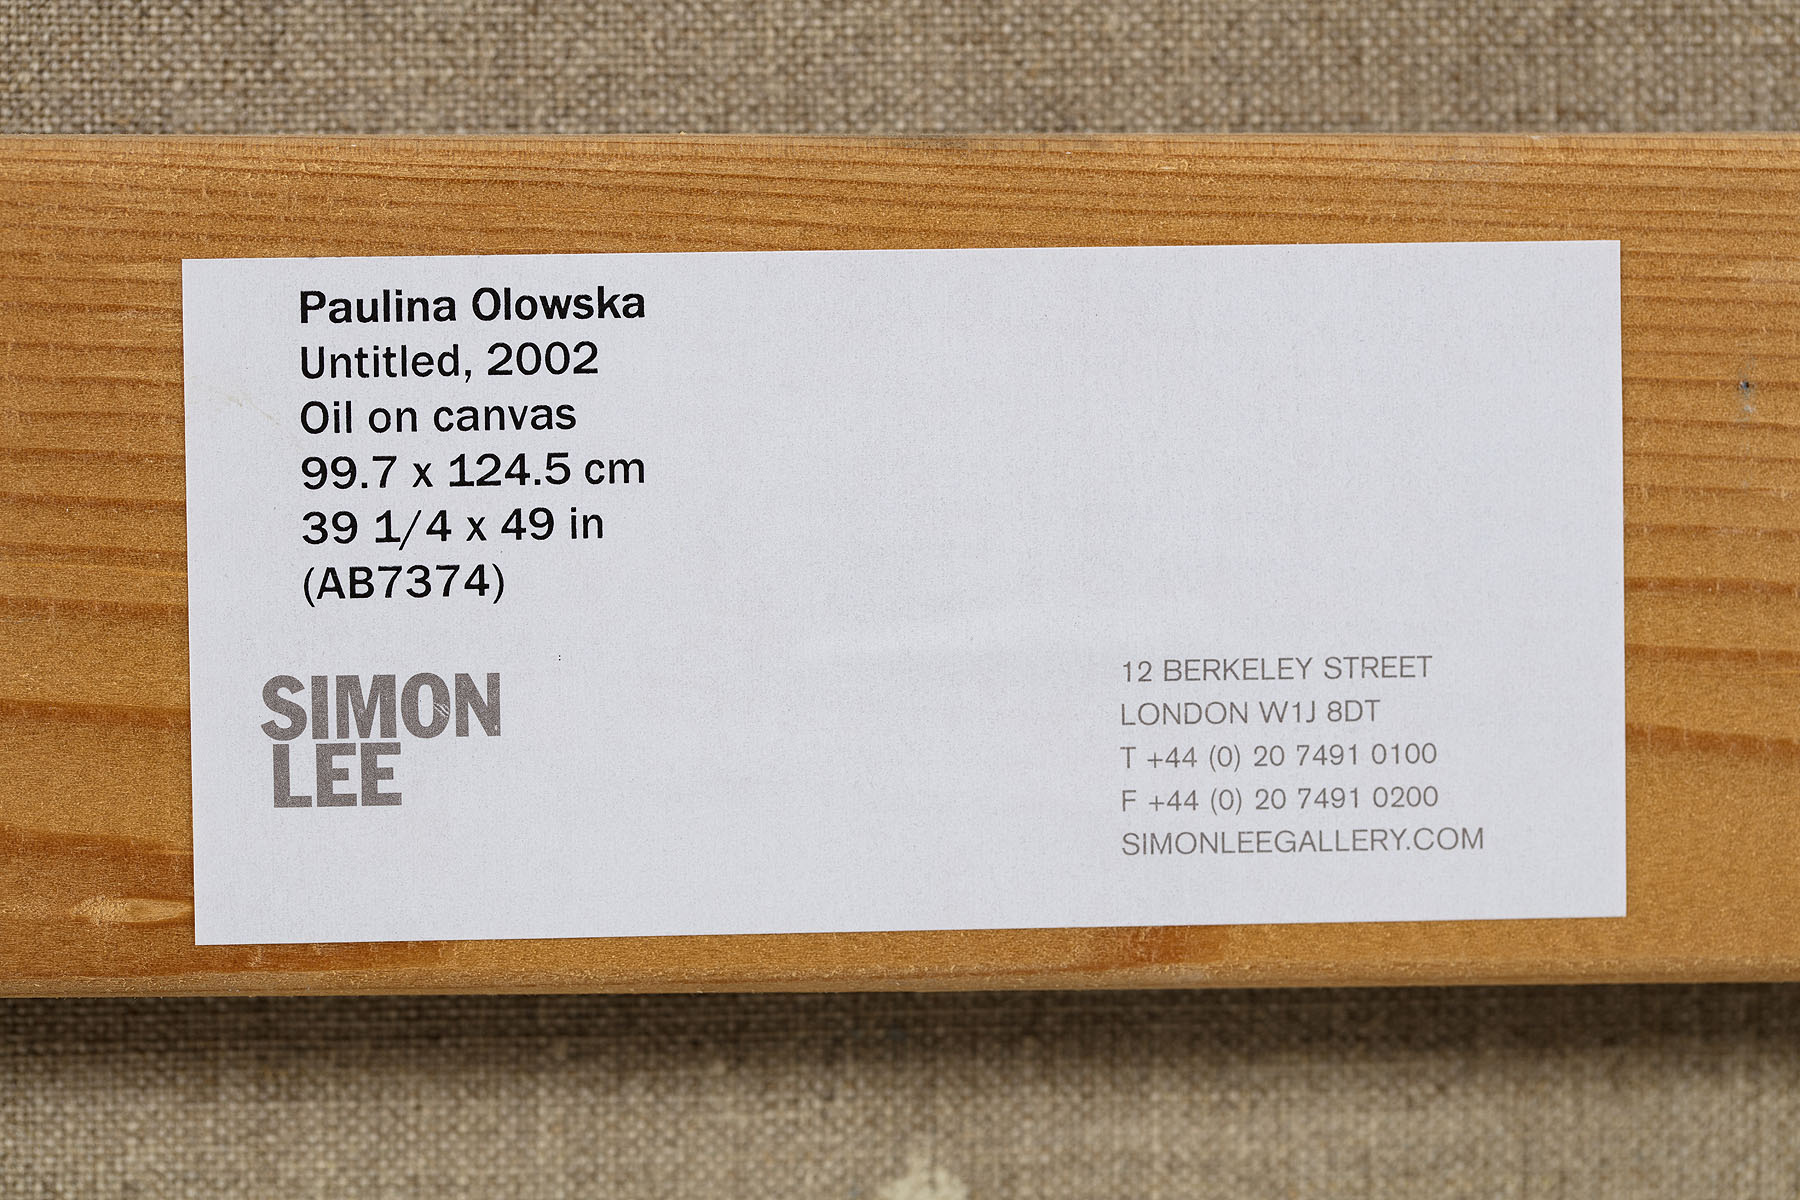 Paulina Olowska
Untitled, 2002
Oil on canvas
99.7 x 124.5 cm
39 1/4 x 49 in
(AB7374)
SIMON
LEE
12 BERKELEY STREET
LONDON W1J 8DT
T +44 (0) 20 7491 0100
F +44 (0) 20 7491 0200
SIMONLEEGALLERY.COM